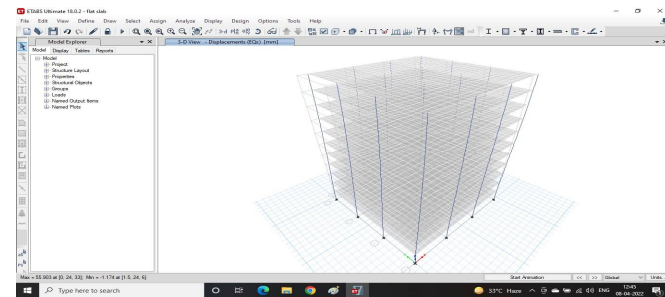 ETABS Ultimate 18.0.2 - flat slab
File Edit View Define Draw Select Assign Analyze Display Design Options Tools Help
Model Explorer
3-D View - Displacements (EQs) [mm]
Model Display Tables Reports
Model
Project
Structure Layout
Properties
Structural Objects
Groups
Loads
Named Output Items
Named Plots
Max = 55.903 at [0, 24, 33]; Min = -1.174 at [1.5, 24, 6]
Start Animation << >> Global Units...
Type here to search
33°C Haze ENG 12:45
08-04-2022